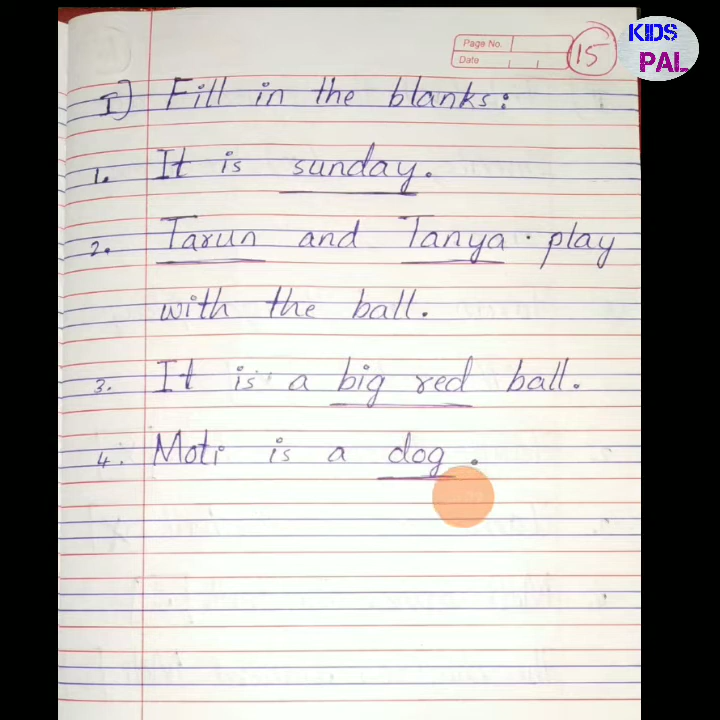 KIDS
PAL
Page No.
15
Date
I) Fill in the blanks:
1. It is sunday.
2. Tarun and Tanya. play
with the ball.
3. It is a big red ball.
4. Moti is a dog.